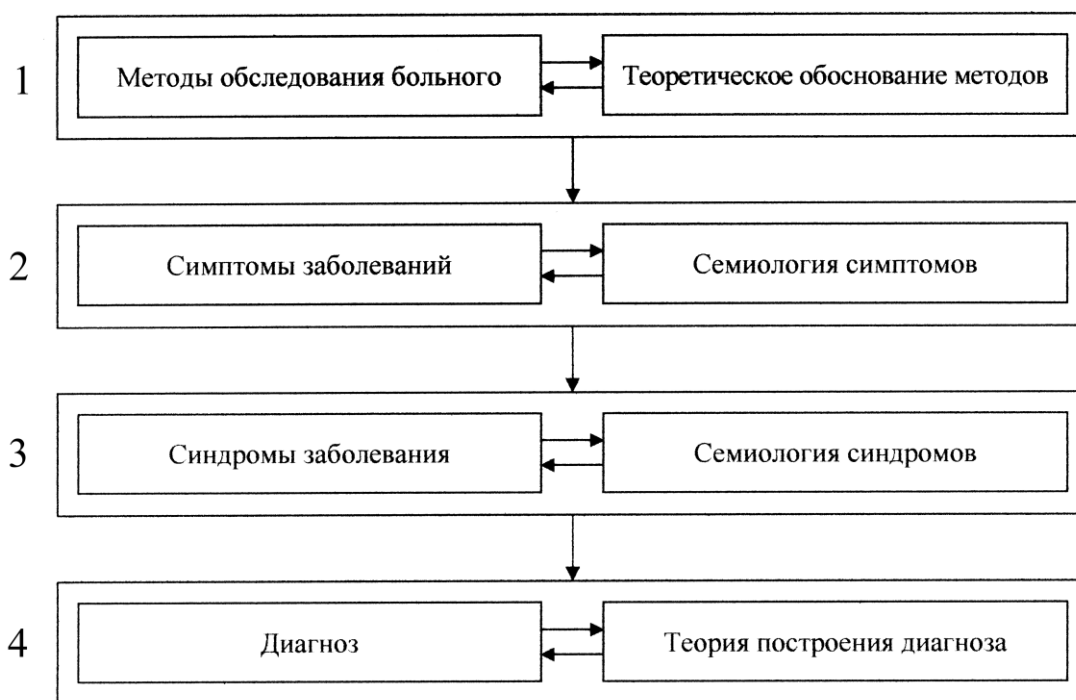 1
Методы обследования больного
Теоретическое обоснование методов
2
Симптомы заболеваний
Семиология симптомов
3
Синдромы заболевания
Семиология синдромов
4
Диагноз
Теория построения диагноза